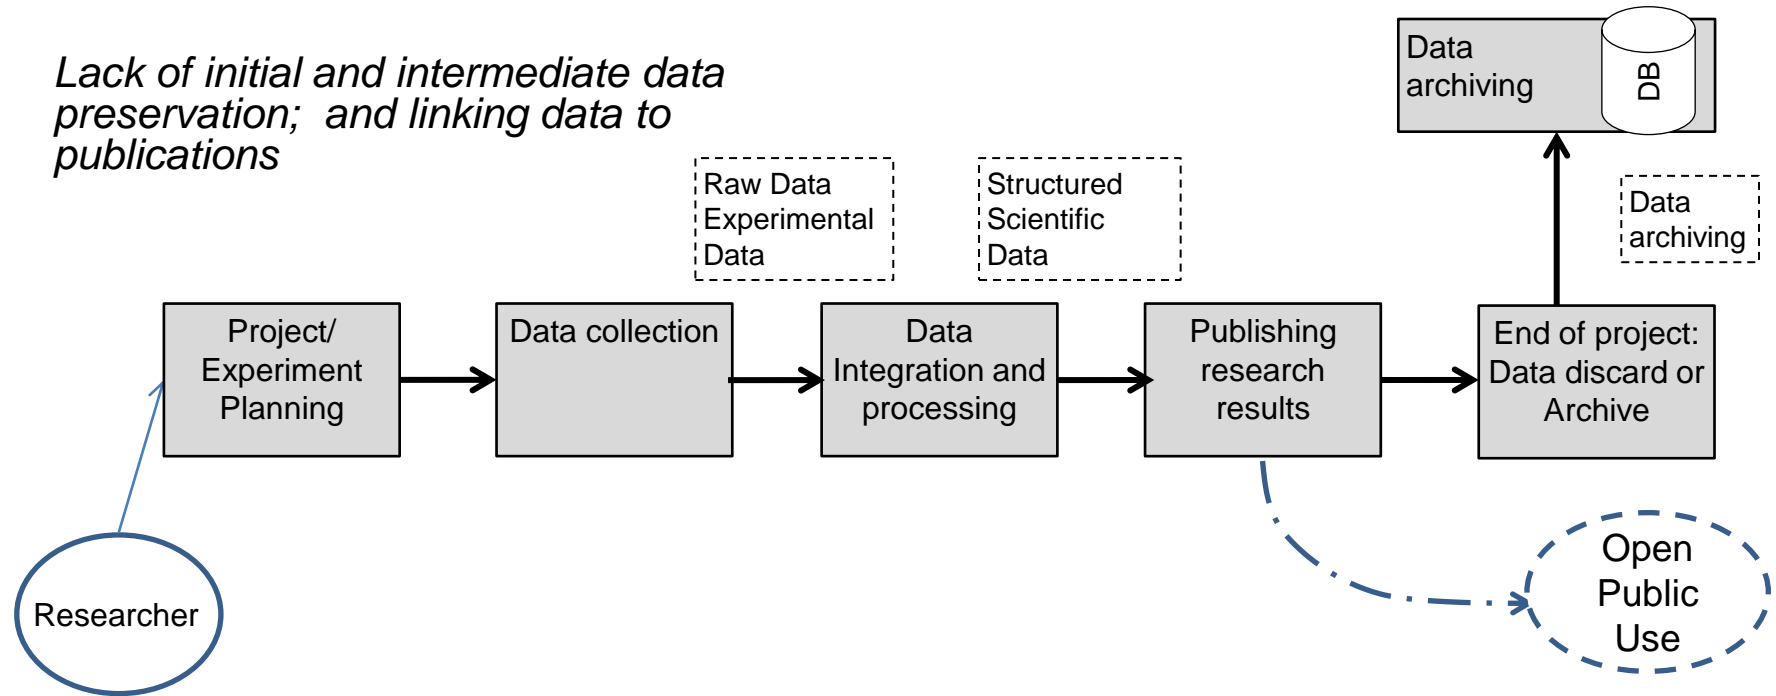 Lack of initial and intermediate data
preservation;  and linking data to
publications
Data
archiving
DB
Raw Data
Experimental
Data
Structured
Scientific
Data
Data
archiving
Project/
Experiment
Planning
Data collection
Data
Integration and
processing
Publishing
research
results
End of project:
Data discard or
Archive
Researcher
Open
Public
Use